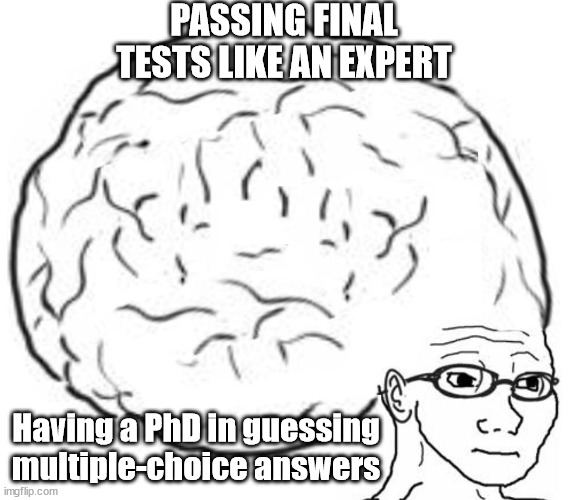 PASSING FINAL
TESTS LIKE AN EXPERT
Having a PhD in guessing
multiple-choice answers
imgflip.com